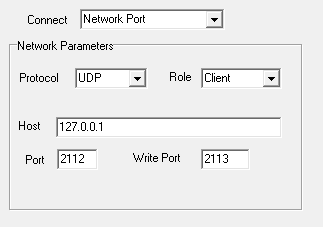 Connect Network Port
Network Parameters
Protocol UDP Role Client
Host 127.0.0.1
Port 2112 Write Port 2113